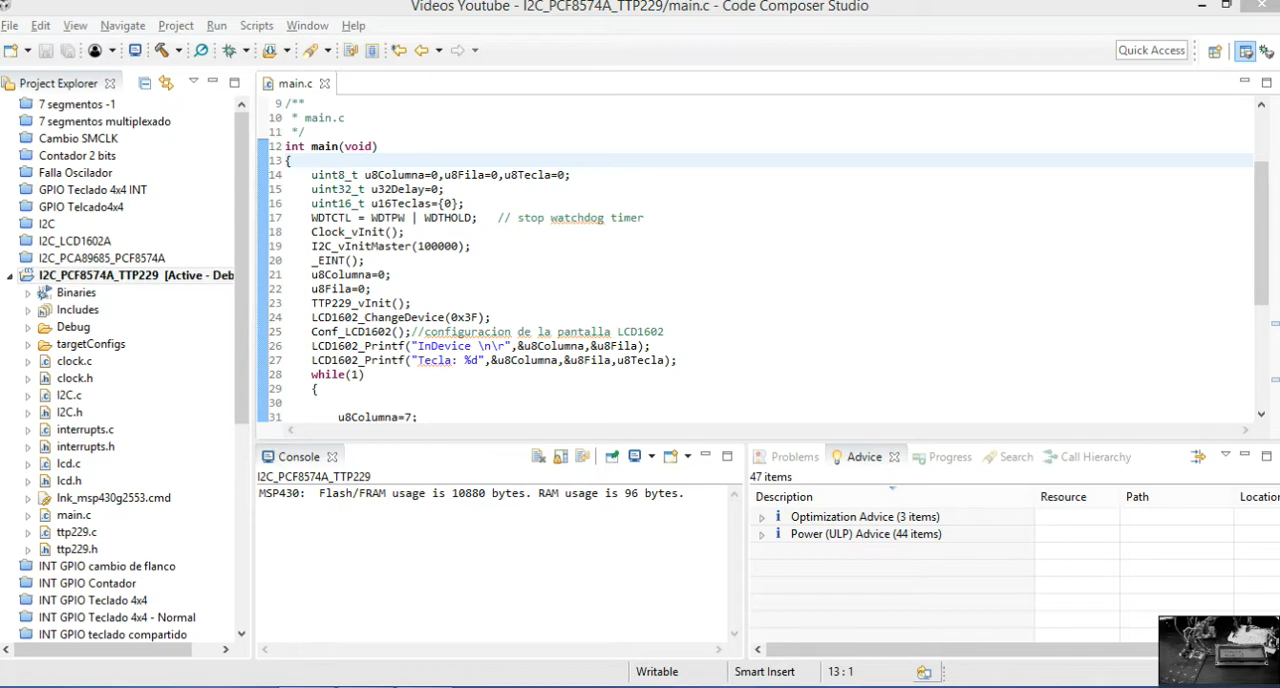 Videos Youtube - I2C_PCF8574A_TTP229/main.c - Code Composer Studio
File Edit View Navigate Project Run Scripts Window Help
Quick Access
Project Explorer
7 segmentos -1
7 segmentos multiplexado
Cambio SMCLK
Contador 2 bits
Falla Oscilador
GPIO Teclado 4x4 INT
GPIO Telcado4x4
I2C
I2C_LCD1602A
I2C_PCA89685_PCF8574A
I2C_PCF8574A_TTP229 [Active - Deb
Binaries
Includes
Debug
targetConfigs
clock.c
clock.h
I2C.c
I2C.h
interrupts.c
interrupts.h
lcd.c
lcd.h
lnk_msp430g2553.cmd
main.c
ttp229.c
ttp229.h
INT GPIO cambio de flanco
INT GPIO Contador
INT GPIO Teclado 4x4
INT GPIO Teclado 4x4 - Normal
INT GPIO teclado compartido
main.c
9 /**
10 * main.c
11 */
12 int main(void)
13 {
14 uint8_t u8Columna=0,u8Fila=0,u8Tecla=0;
15 uint32_t u32Delay=0;
16 uint16_t u16Teclas={0};
17 WDTCTL = WDTPW | WDTHOLD; // stop watchdog timer
18 Clock_vInit();
19 I2C_vInitMaster(100000);
20 _EINT();
21 u8Columna=0;
22 u8Fila=0;
23 TTP229_vInit();
24 LCD1602_ChangeDevice(0x3F);
25 Conf_LCD1602();//configuracion de la pantalla LCD1602
26 LCD1602_Printf("InDevice \n\r",&u8Columna,&u8Fila);
27 LCD1602_Printf("Tecla: %d",&u8Columna,&u8Fila,u8Tecla);
28 while(1)
29 {
30
31 u8Columna=7;
Console
I2C_PCF8574A_TTP229
MSP430: Flash/FRAM usage is 10880 bytes. RAM usage is 96 bytes.
Problems Advice Progress Search Call Hierarchy
47 items
Description Resource Path Locatio
Optimization Advice (3 items)
Power (ULP) Advice (44 items)
Writable Smart Insert 13 : 1